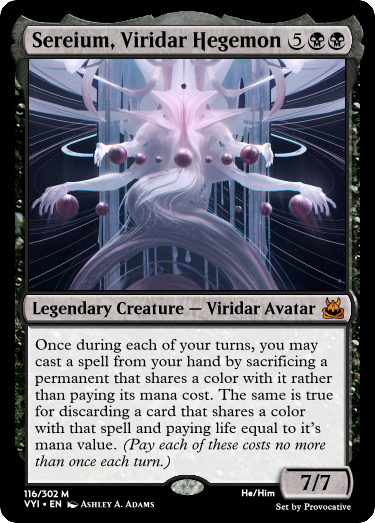 Sereium, Viridar Hegemon 5
Legendary Creature — Viridar Avatar
Once during each of your turns, you may
cast a spell from your hand by sacrificing a
permanent that shares a color with it rather
than paying its mana cost. The same is true
for discarding a card that shares a color
with that spell and paying life equal to it's
mana value. (Pay each of these costs no more
than once each turn.)
7/7
116/302 M
VYI • EN ASHLEY A. ADAMS
He/Him
Set by Provocative